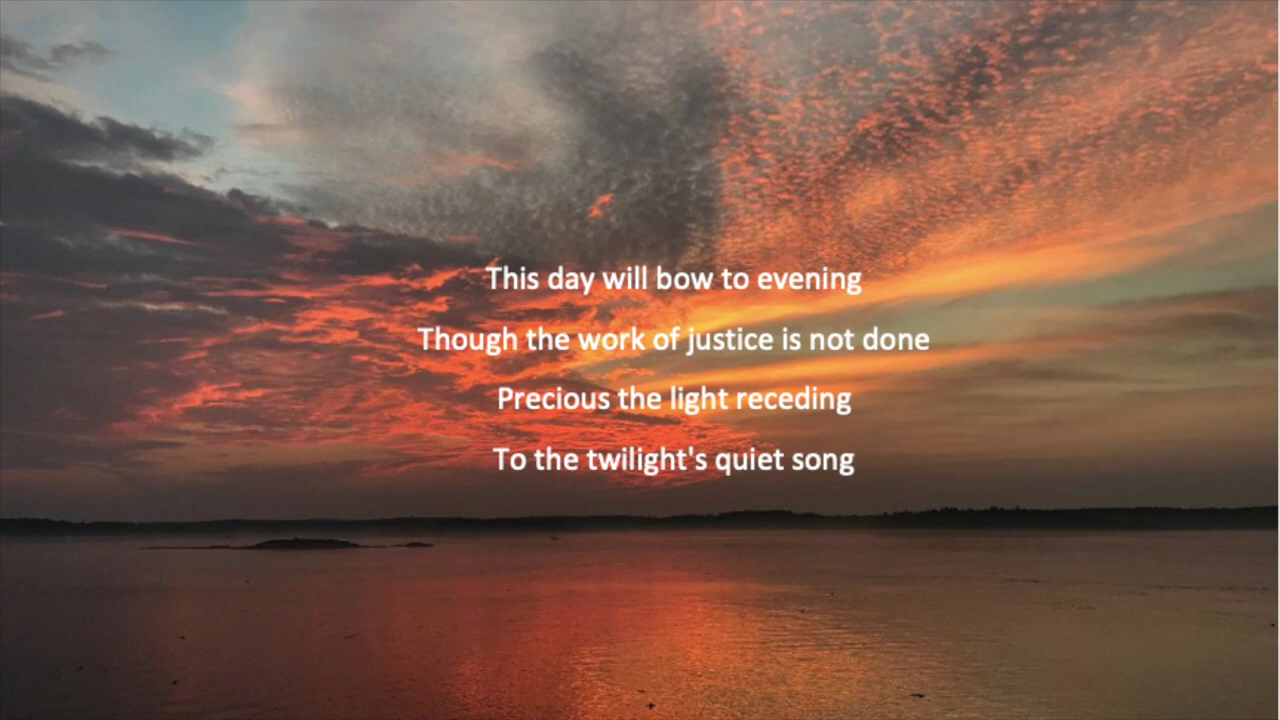 This day will bow to evening
Though the work of justice is not done
Precious the light receding
To the twilight's quiet song